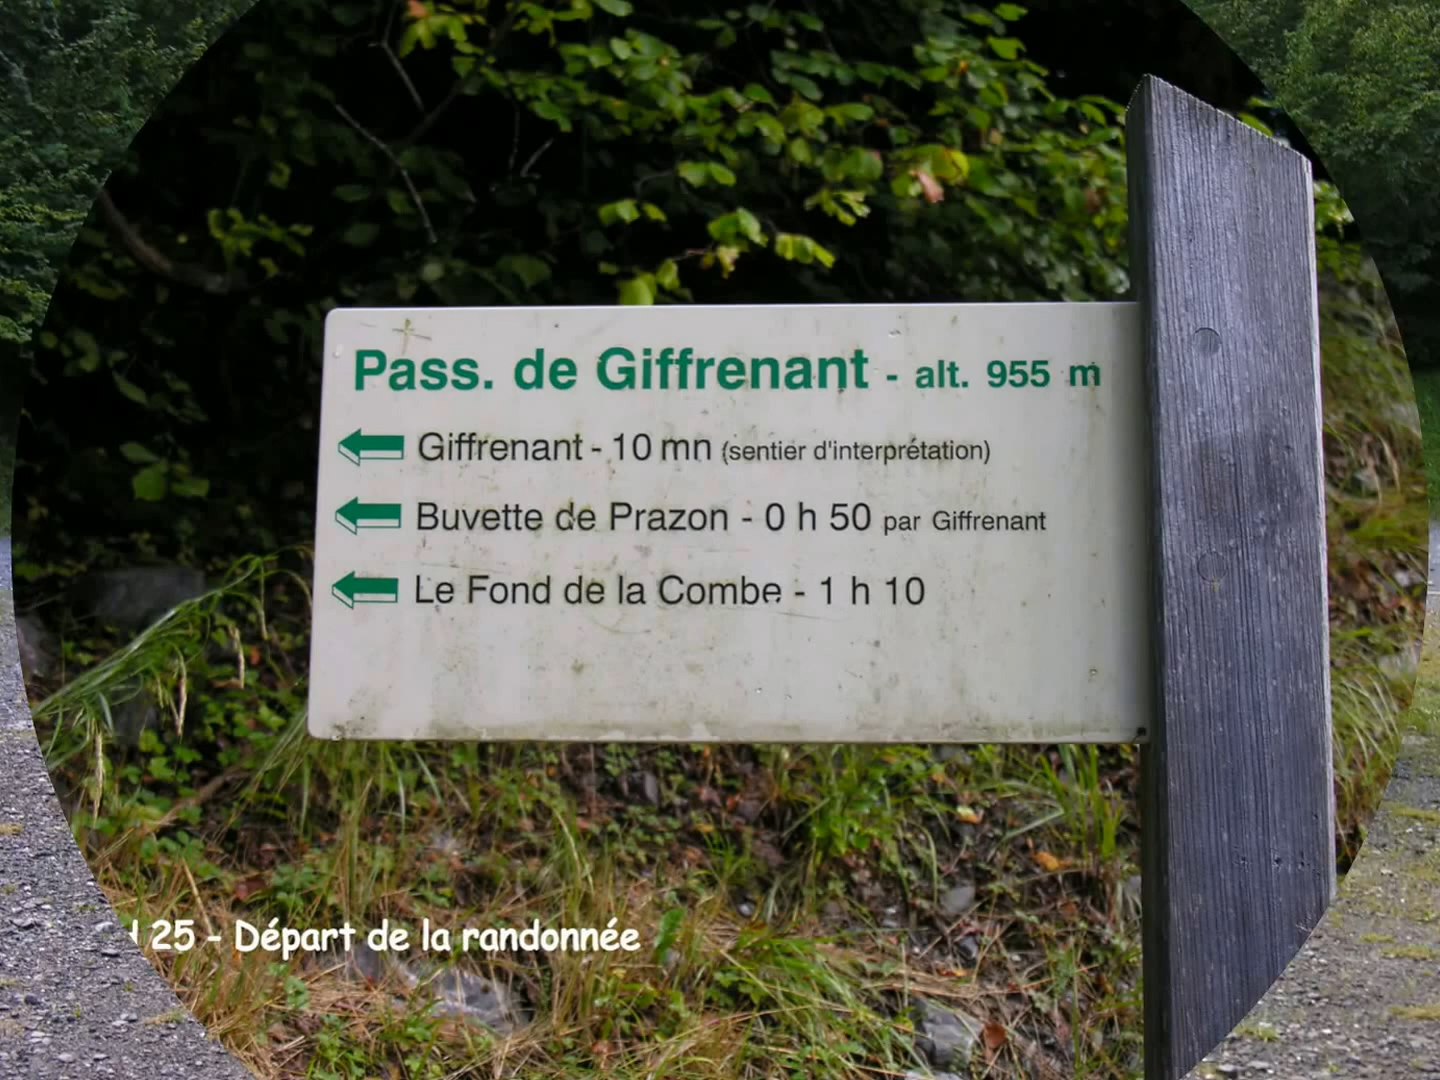 Pass. de Giffrenant - alt. 955 m
Giffrenant - 10 mn (sentier d'interprétation)
Buvette de Prazon - 0 h 50 par Giffrenant
Le Fond de la Combe - 1 h 10
25 - Départ de la randonnée